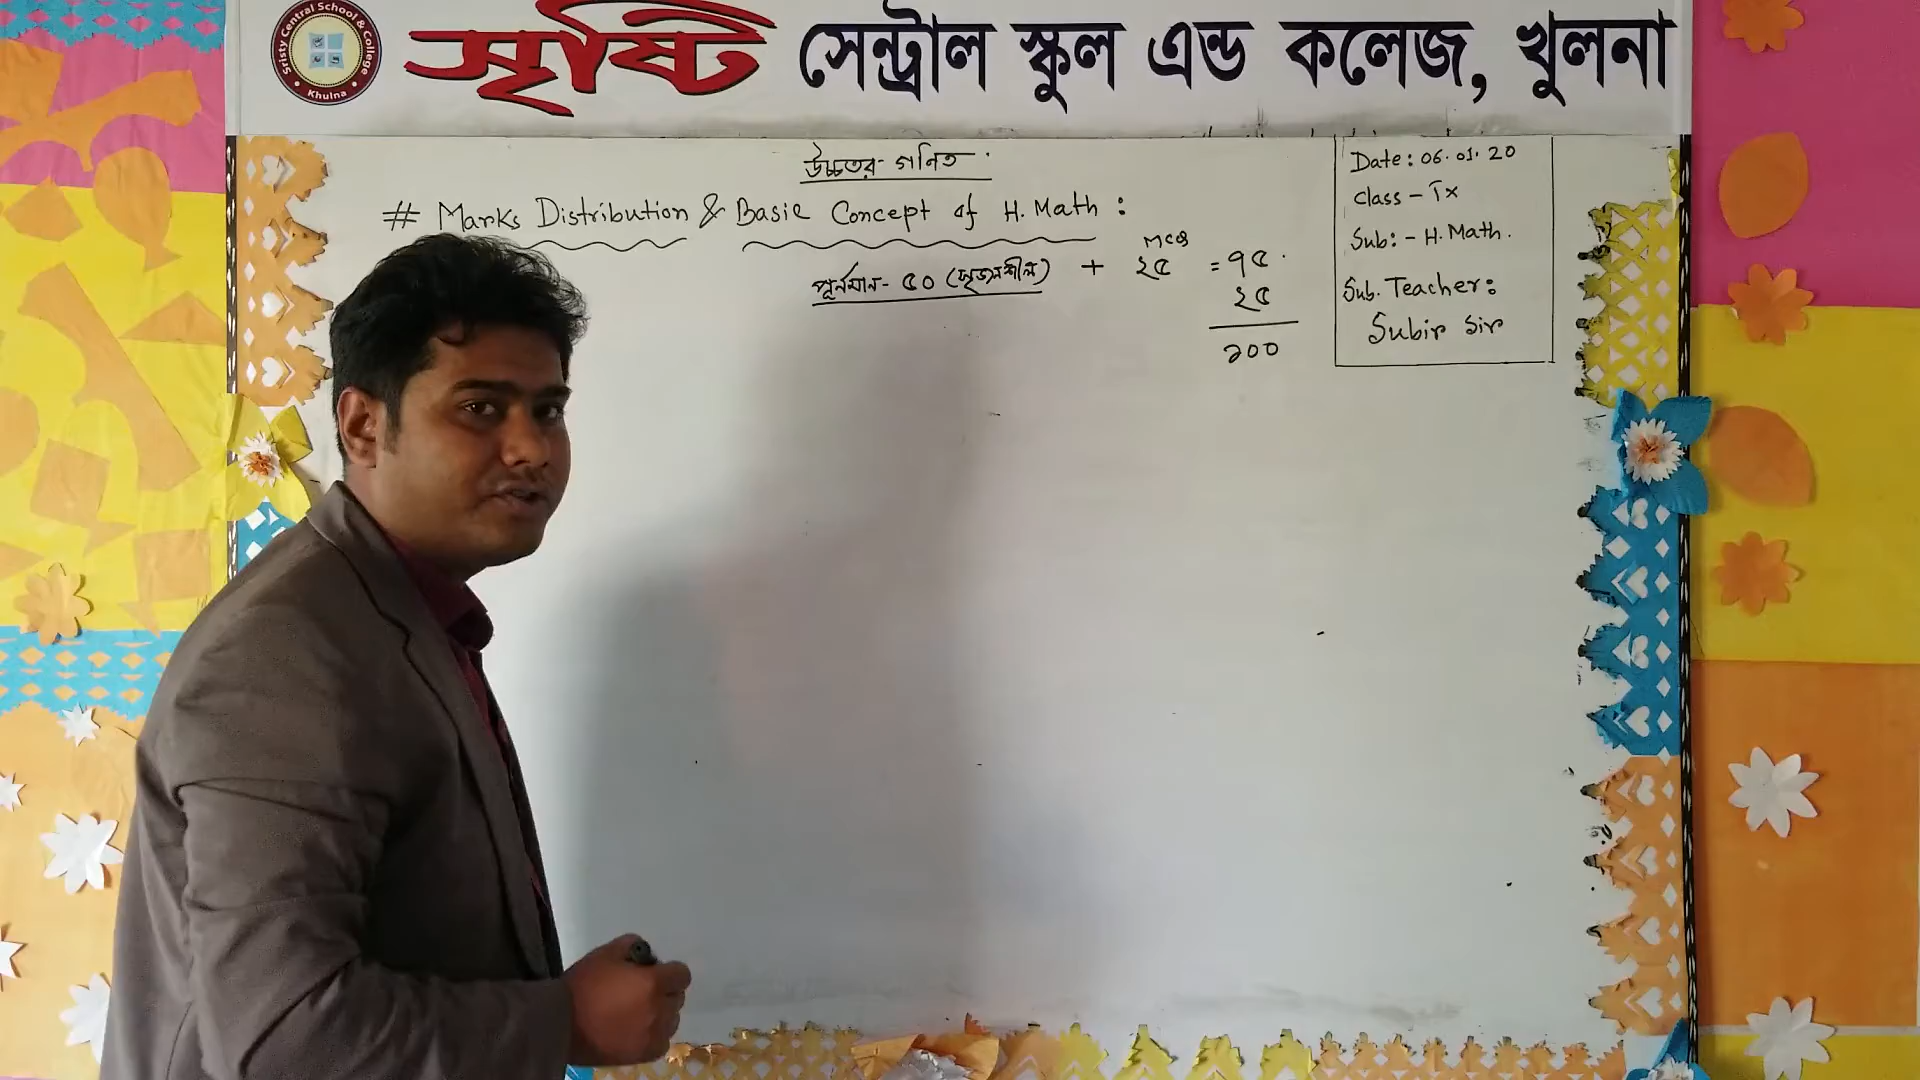 Sristy Central School & College
Khulna
সৃষ্টি সেন্ট্রাল স্কুল এন্ড কলেজ, খুলনা
উচ্চতর গনিত
# Marks Distribution & Basic Concept of H. Math :
পূর্নমান- ৫০ (সৃজনশীল) + ২৫ = ৭৫
MCQ
২৫
১০০
Date: 06.01.20
Class - IX
Sub: - H. Math.
Sub. Teacher:
Subir Sir